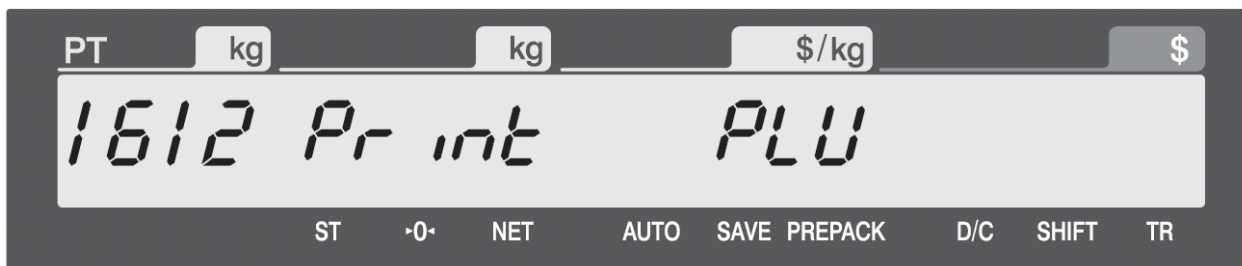 PT kg kg $/kg $
1612 Print PLU
ST ▸0◂ NET AUTO SAVE PREPACK D/C SHIFT TR